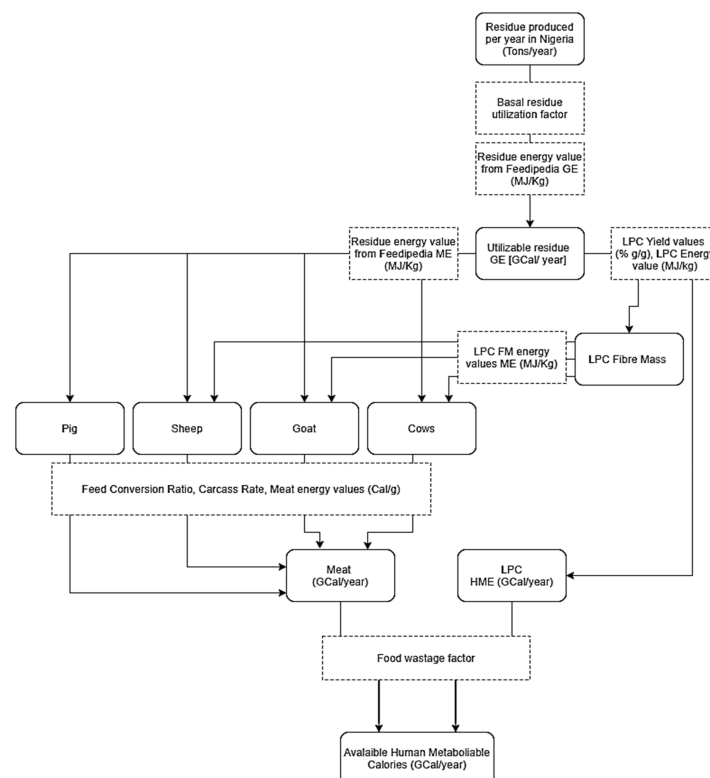 Residue produced
per year in Nigeria
(Tons/year)
Basal residue
utilization factor
Residue energy value
from Feedipedia GE
(MJ/Kg)
Residue energy value
from Feedipedia ME
(MJ/Kg)
Utilizable residue
GE [GCal/ year]
LPC Yield values
(% g/g), LPC Energy
value (MJ/kg)
LPC FM energy
values ME (MJ/Kg)
LPC Fibre Mass
Pig
Sheep
Goat
Cows
Feed Conversion Ratio, Carcass Rate, Meat energy values (Cal/g)
Meat
(GCal/year)
LPC
HME (GCal/year)
Food wastage factor
Avalaible Human Metaboliable
Calories (GCal/year)